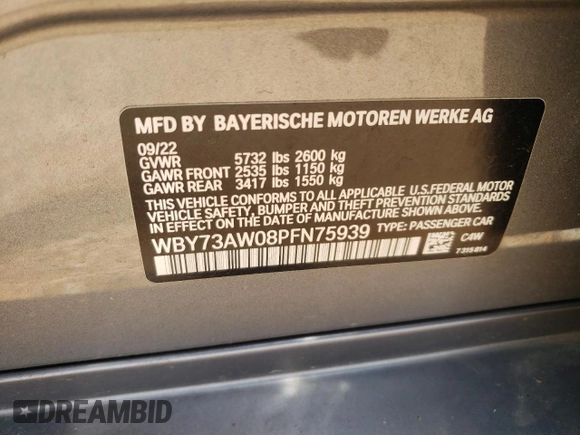 MFD BY BAYERISCHE MOTOREN WERKE AG
09/22
GVWR 5732 lbs 2600 kg
GAWR FRONT 2535 lbs 1150 kg
GAWR REAR 3417 lbs 1550 kg
THIS VEHICLE CONFORMS TO ALL APPLICABLE U.S.FEDERAL MOTOR
VEHICLE SAFETY, BUMPER, AND THEFT PREVENTION STANDARDS
IN EFFECT ON THE DATE OF MANUFACTURE SHOWN ABOVE.
WBY73AW08PFN75939 TYPE: PASSENGER CAR
C4W
7315814
DREAMBID